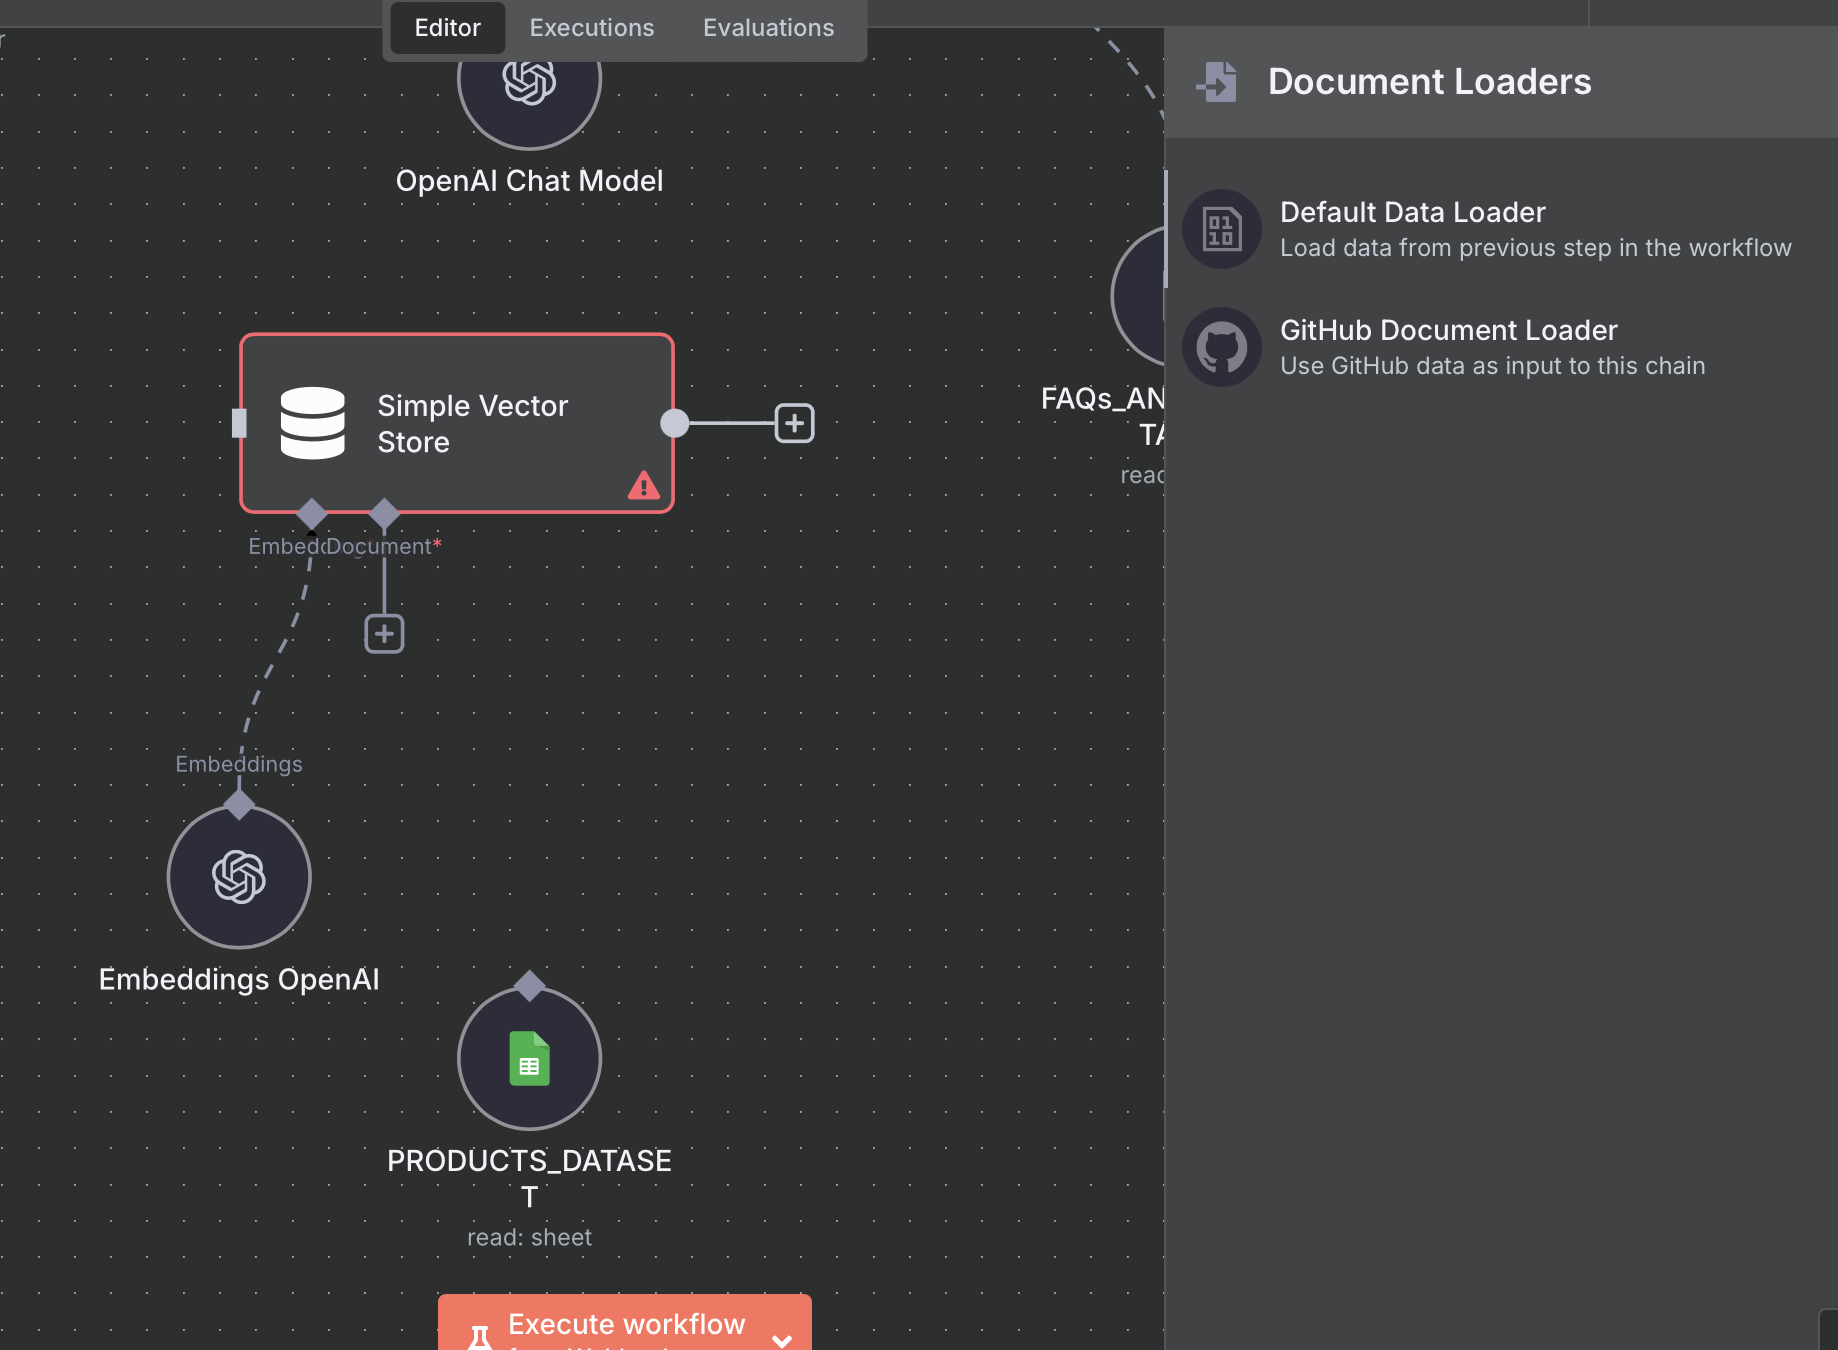 Editor
Executions
Evaluations
Document Loaders
OpenAI Chat Model
Default Data Loader
Load data from previous step in the workflow
GitHub Document Loader
Use GitHub data as input to this chain
Simple Vector
Store
FAQs_AN
TA
read
Document*
Embeddings
Embeddings OpenAI
PRODUCTS_DATASE
T
read: sheet
Execute workflow